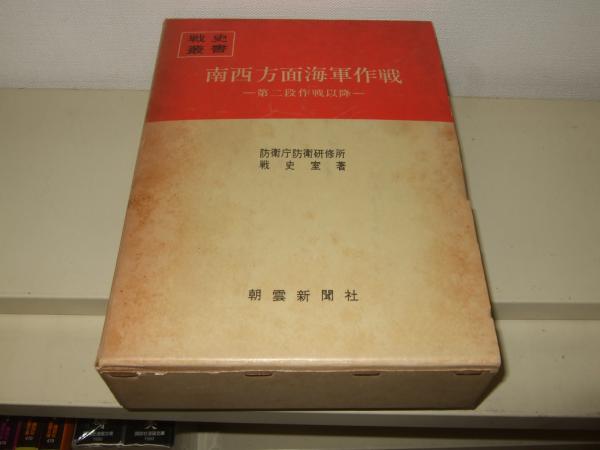 戦史
叢書
南西方面海軍作戦
―第二段作戦以降―
防衛庁防衛研修所
戦史室著
朝雲新聞社